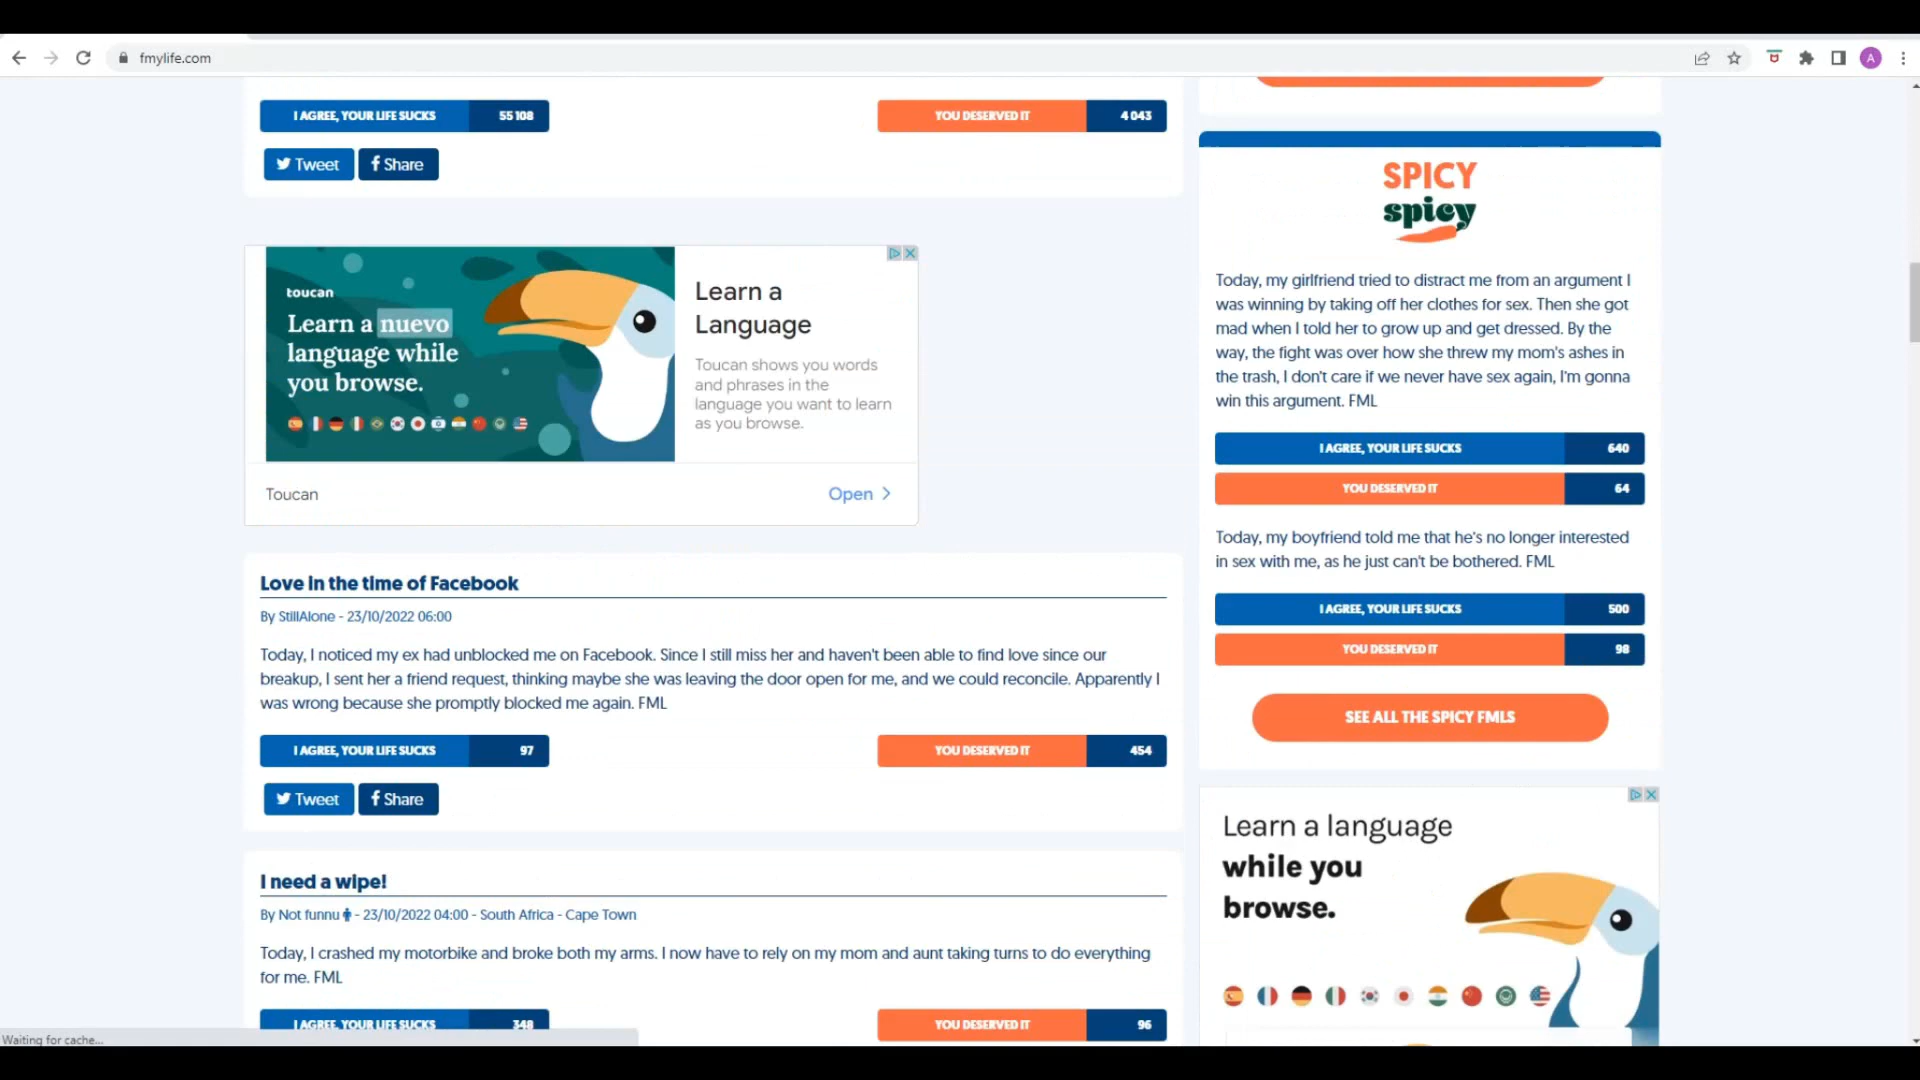 fmylife.com
A
I AGREE, YOUR LIFE SUCKS 55 108
YOU DESERVED IT 4 043
Tweet Share
toucan
Learn a nuevo
language while
you browse.
Learn a
Language
Toucan shows you words
and phrases in the
language you want to learn
as you browse.
Toucan
Open
Love in the time of Facebook
By StillAlone - 23/10/2022 06:00
Today, I noticed my ex had unblocked me on Facebook. Since I still miss her and haven't been able to find love since our
breakup, I sent her a friend request, thinking maybe she was leaving the door open for me, and we could reconcile. Apparently I
was wrong because she promptly blocked me again. FML
I AGREE, YOUR LIFE SUCKS 97
YOU DESERVED IT 454
Tweet Share
I need a wipe!
By Not funnu - 23/10/2022 04:00 - South Africa - Cape Town
Today, I crashed my motorbike and broke both my arms. I now have to rely on my mom and aunt taking turns to do everything
for me. FML
I AGREE, YOUR LIFE SUCKS 348
YOU DESERVED IT 96
Waiting for cache...
SPICY
spicy
Today, my girlfriend tried to distract me from an argument I
was winning by taking off her clothes for sex. Then she got
mad when I told her to grow up and get dressed. By the
way, the fight was over how she threw my mom's ashes in
the trash, I don't care if we never have sex again, I'm gonna
win this argument. FML
I AGREE, YOUR LIFE SUCKS 640
YOU DESERVED IT 64
Today, my boyfriend told me that he's no longer interested
in sex with me, as he just can't be bothered. FML
I AGREE, YOUR LIFE SUCKS 500
YOU DESERVED IT 98
SEE ALL THE SPICY FMLS
Learn a language
while you
browse.